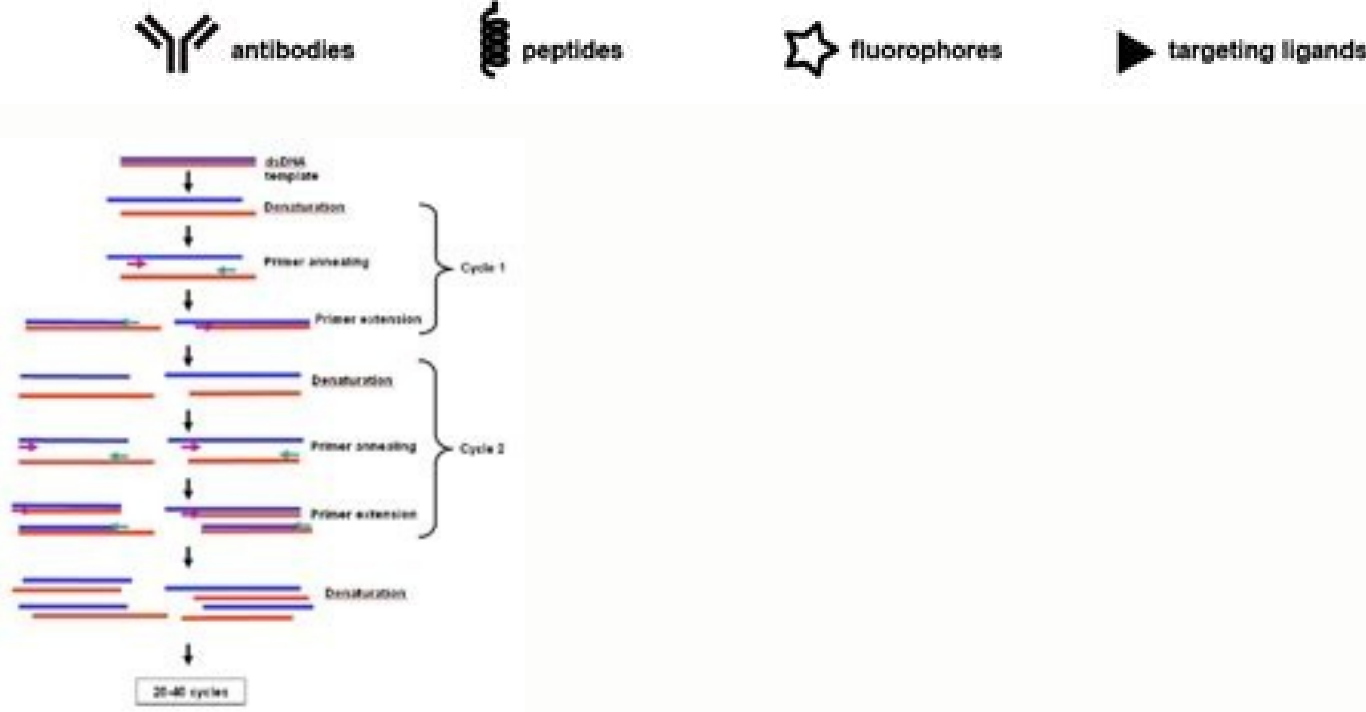 antibodies
peptides
fluorophores
targeting ligands
dsDNA
template
Denaturation
Primer annealing
Cycle 1
Primer extension
Denaturation
Primer annealing
Cycle 2
Primer extension
Denaturation
20-40 cycles